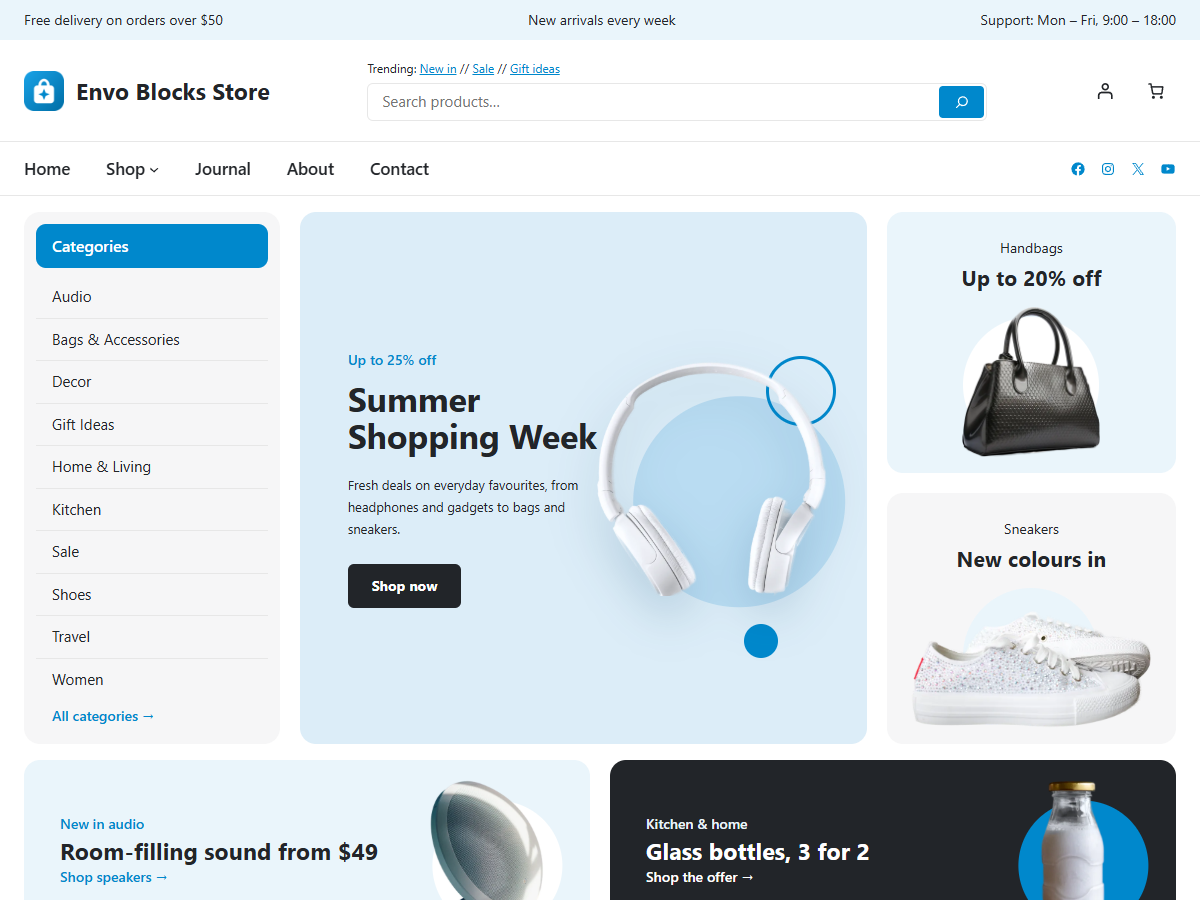 Free delivery on orders over $50
New arrivals every week
Support: Mon – Fri, 9:00 – 18:00
Envo Blocks Store
Trending: New in // Sale // Gift ideas
Search products...
Home
Shop
Journal
About
Contact
Categories
Audio
Bags & Accessories
Decor
Gift Ideas
Home & Living
Kitchen
Sale
Shoes
Travel
Women
All categories →
Up to 25% off
Summer
Shopping Week
Fresh deals on everyday favourites, from
headphones and gadgets to bags and
sneakers.
Shop now
Handbags
Up to 20% off
Sneakers
New colours in
New in audio
Room-filling sound from $49
Shop speakers →
Kitchen & home
Glass bottles, 3 for 2
Shop the offer →